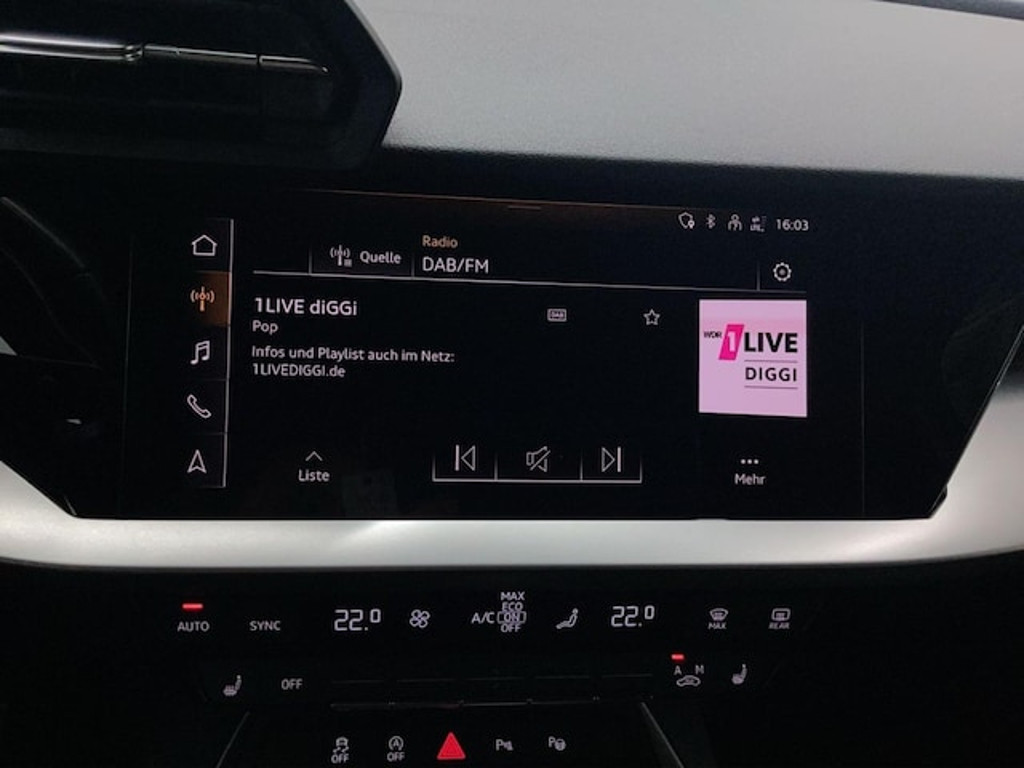 16:03
Quelle
Radio
DAB/FM
1LIVE diGGi
DAB
Pop
Infos und Playlist auch im Netz:
1LIVEDIGGI.de
WDR 1LIVE
DIGGI
Liste
Mehr
AUTO
SYNC
22.0
A/C
MAX
ECO
ON
OFF
22.0
MAX
REAR
OFF
A M
OFF
OFF
P
P